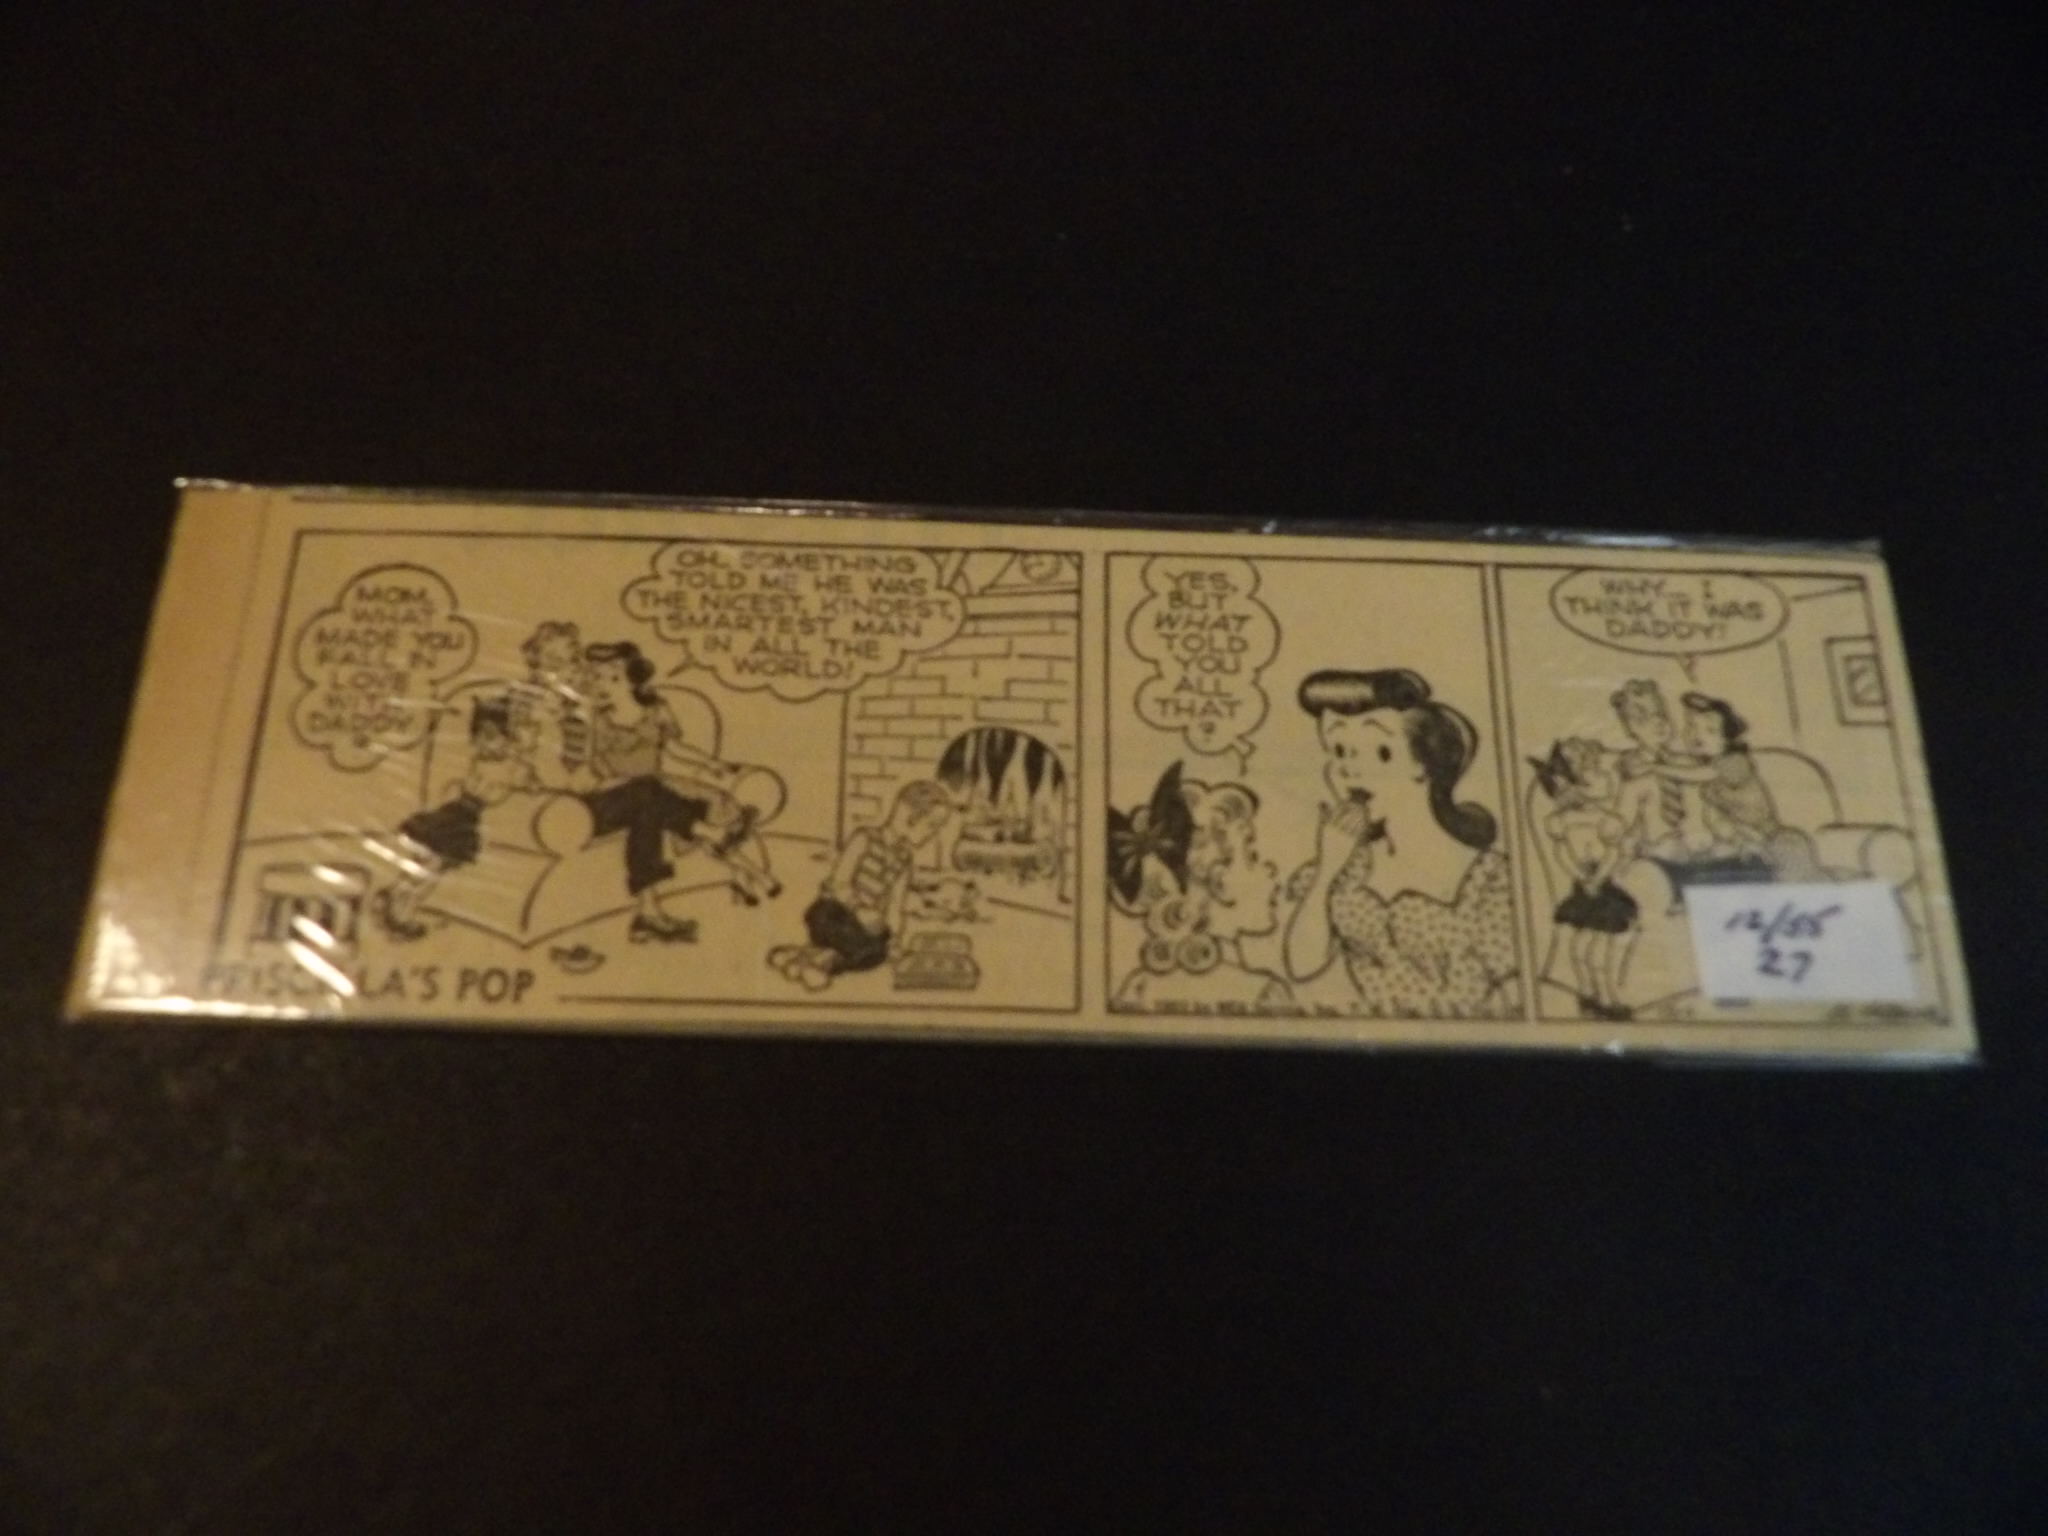 MOM,
WHAT
MADE YOU
FALL IN
LOVE
WITH
DADDY
?
OH, SOMETHING
TOLD ME HE WAS
THE NICEST, KINDEST,
SMARTEST MAN
IN ALL THE
WORLD!
PRISCILLA'S POP
YES,
BUT
WHAT
TOLD
YOU
ALL
THAT
?
WHY... I
THINK IT WAS
DADDY!
12/55
27